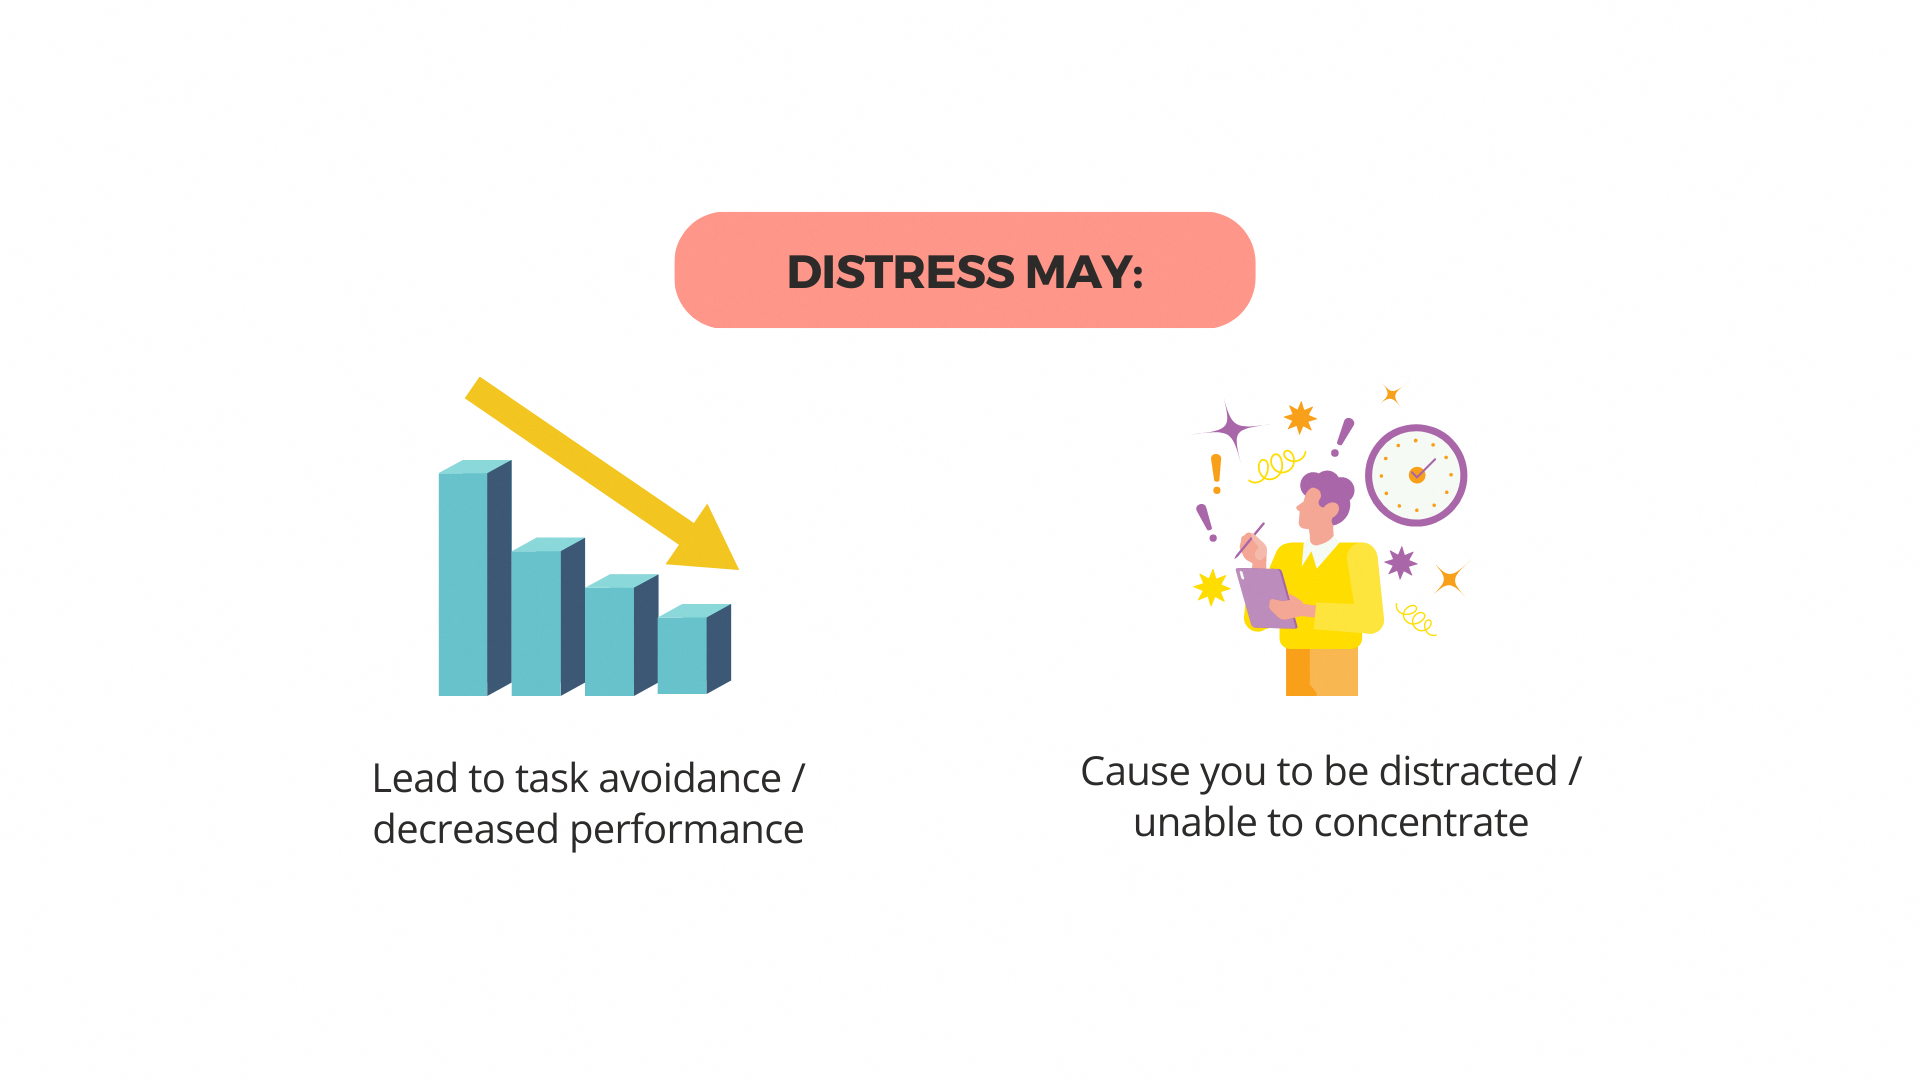 DISTRESS MAY:
Lead to task avoidance /
decreased performance
Cause you to be distracted /
unable to concentrate